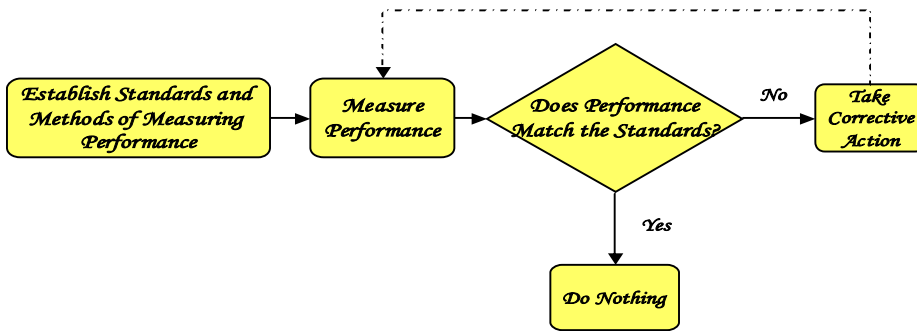 Establish Standards and
Methods of Measuring
Performance
Measure
Performance
Does Performance
Match the Standards?
No
Take
Corrective
Action
Yes
Do Nothing